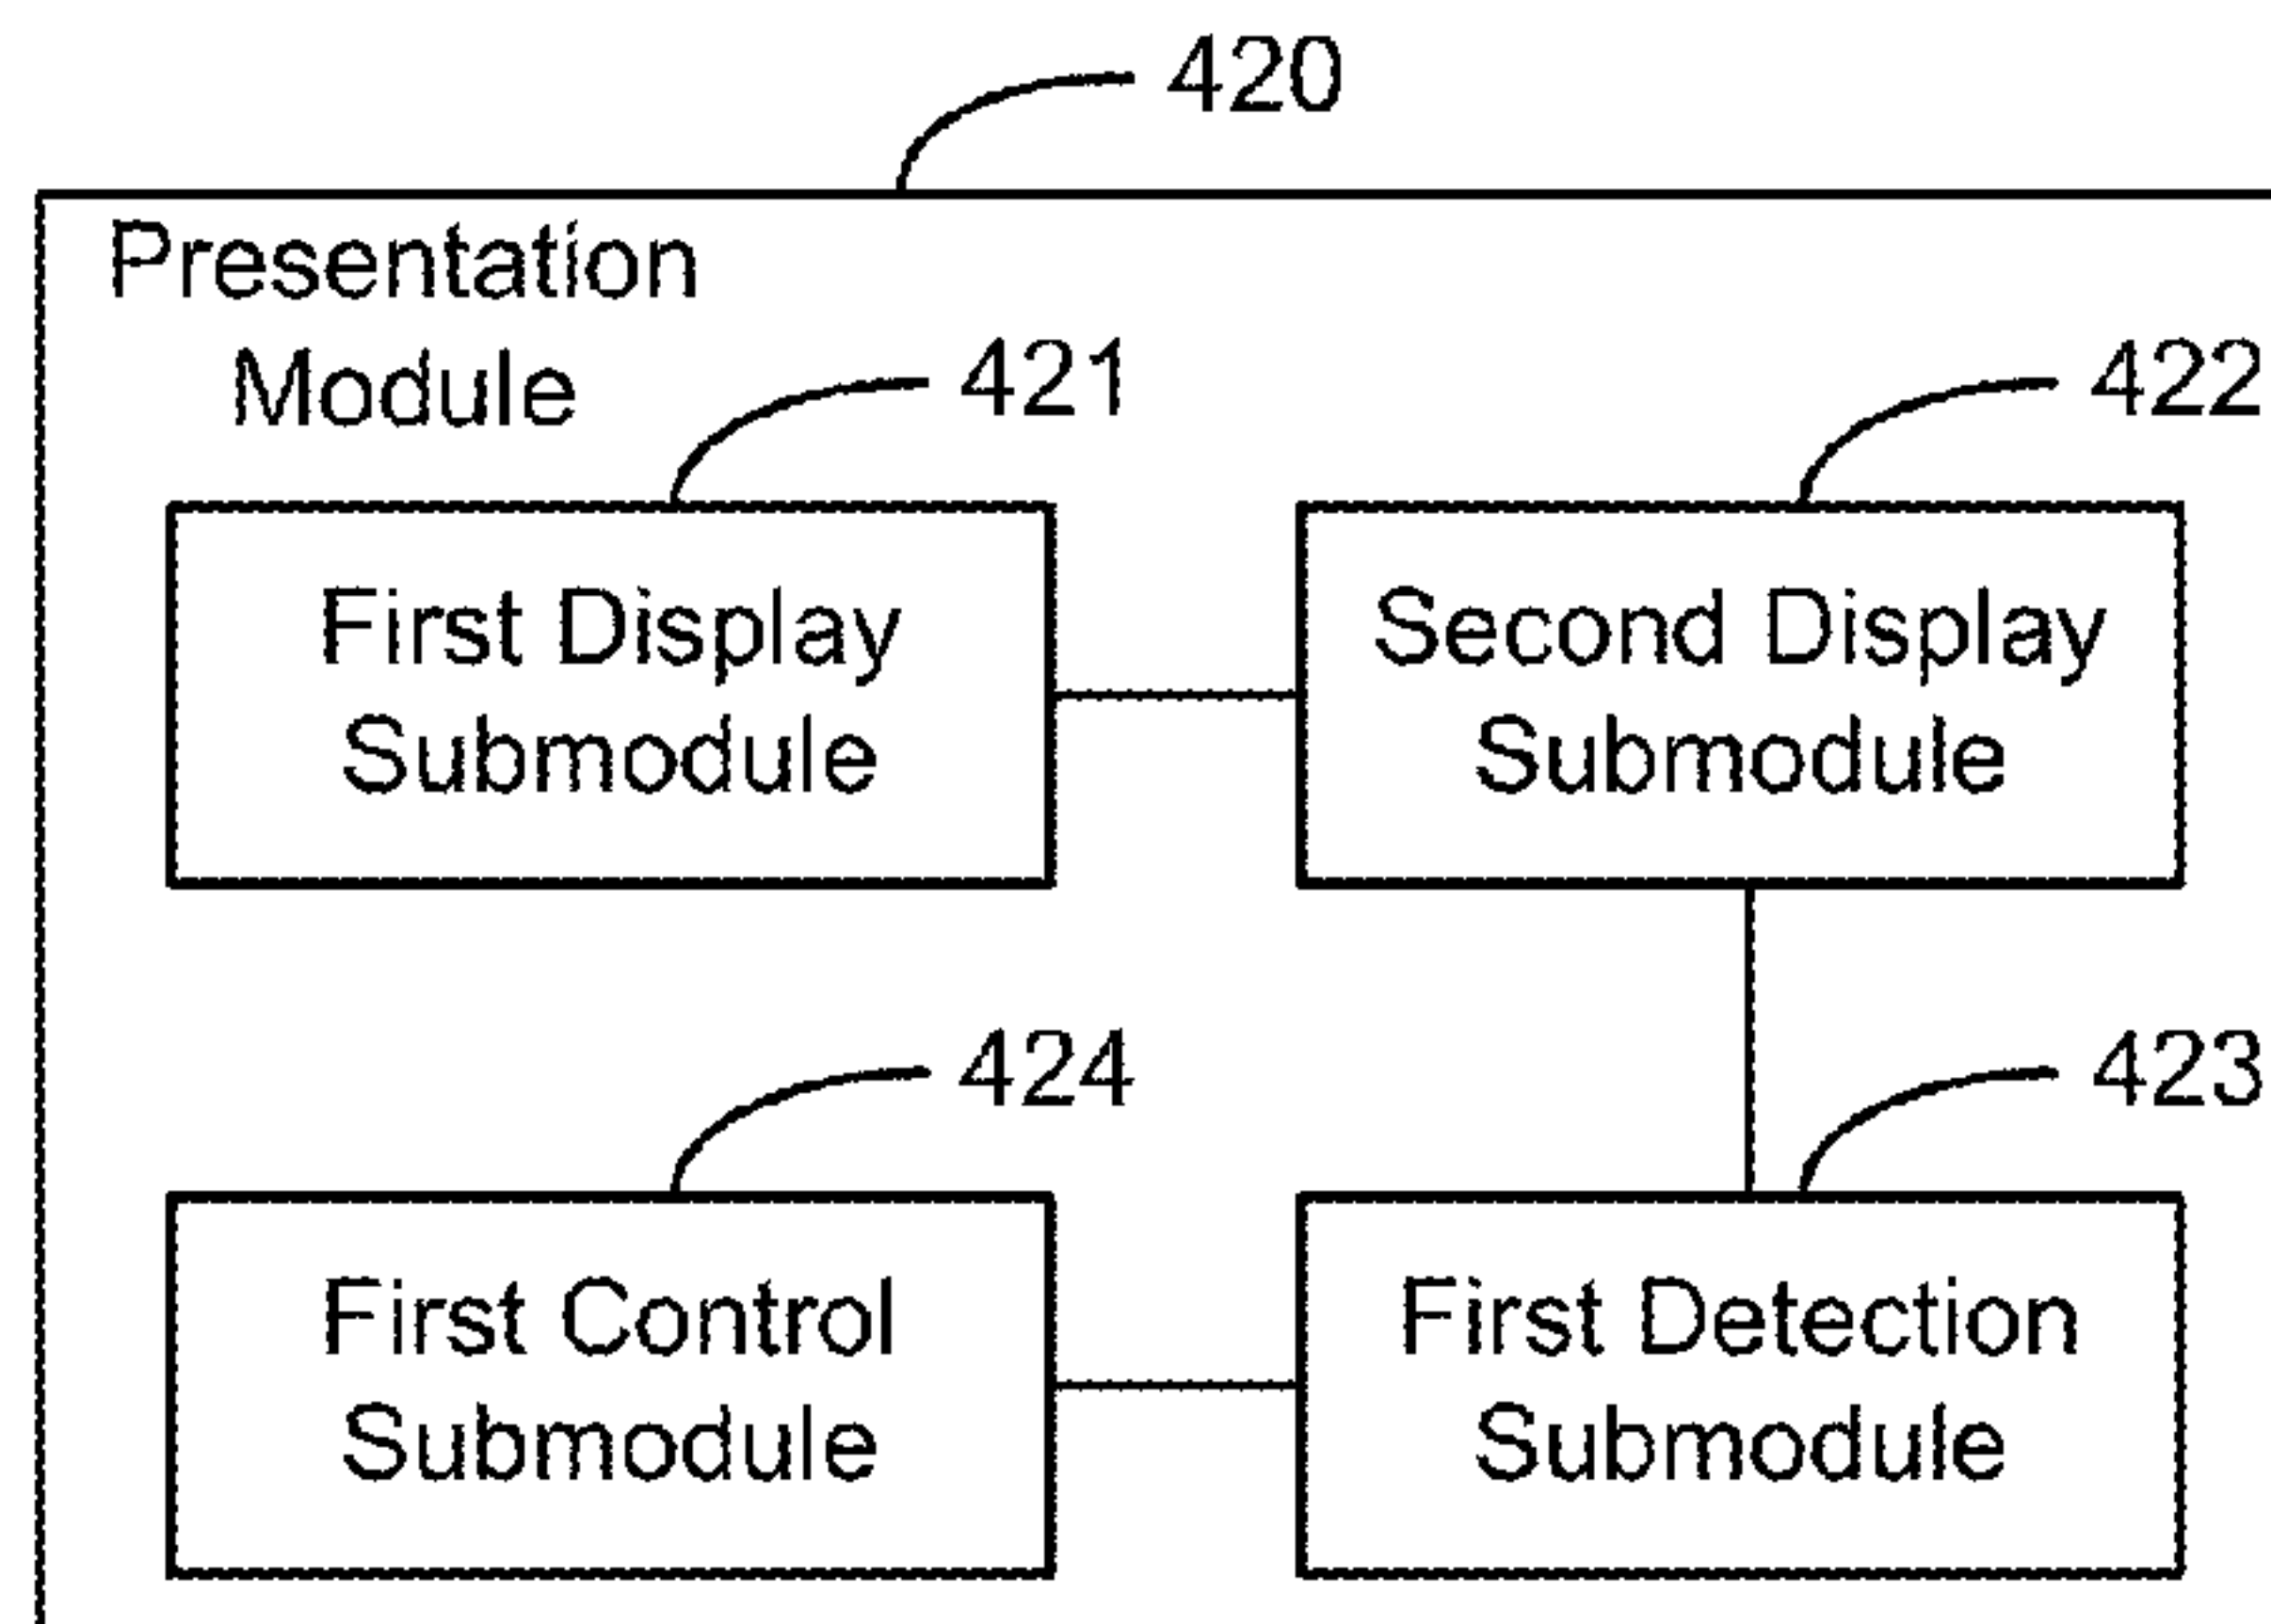 420
Presentation
Module
421
422
First Display
Submodule
Second Display
Submodule
424
423
First Control
Submodule
First Detection
Submodule